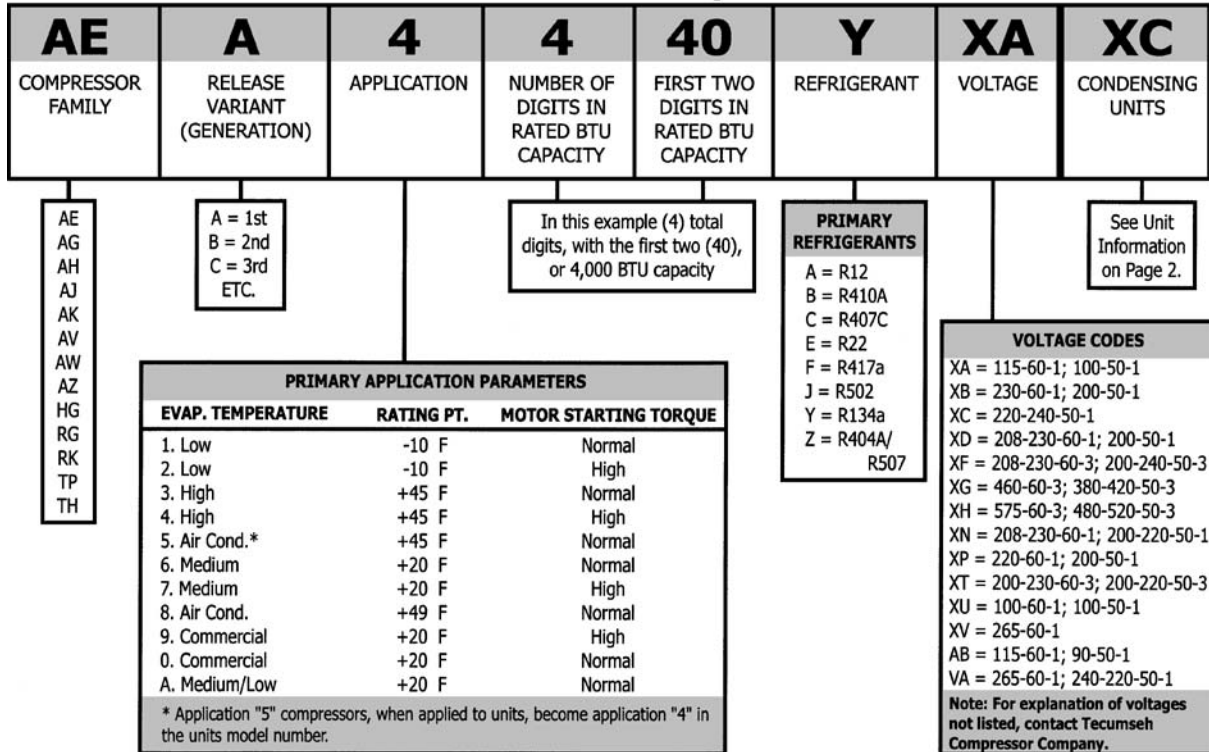 AE A 4 4 40 Y XA XC
COMPRESSOR
FAMILY
RELEASE
VARIANT
(GENERATION)
APPLICATION
NUMBER OF
DIGITS IN
RATED BTU
CAPACITY
FIRST TWO
DIGITS IN
RATED BTU
CAPACITY
REFRIGERANT
VOLTAGE
CONDENSING
UNITS
AE
AG
AH
AJ
AK
AV
AW
AZ
HG
RG
RK
TP
TH
A = 1st
B = 2nd
C = 3rd
ETC.
In this example (4) total
digits, with the first two (40),
or 4,000 BTU capacity
PRIMARY
REFRIGERANTS
A = R12
B = R410A
C = R407C
E = R22
F = R417a
J = R502
Y = R134a
Z = R404A/
R507
See Unit
Information
on Page 2.
PRIMARY APPLICATION PARAMETERS
EVAP. TEMPERATURE RATING PT. MOTOR STARTING TORQUE
1. Low -10 F Normal
2. Low -10 F High
3. High +45 F Normal
4. High +45 F High
5. Air Cond.* +45 F Normal
6. Medium +20 F Normal
7. Medium +20 F High
8. Air Cond. +49 F Normal
9. Commercial +20 F High
0. Commercial +20 F Normal
A. Medium/Low +20 F Normal
* Application "5" compressors, when applied to units, become application "4" in
the units model number.
VOLTAGE CODES
XA = 115-60-1; 100-50-1
XB = 230-60-1; 200-50-1
XC = 220-240-50-1
XD = 208-230-60-1; 200-50-1
XF = 208-230-60-3; 200-240-50-3
XG = 460-60-3; 380-420-50-3
XH = 575-60-3; 480-520-50-3
XN = 208-230-60-1; 200-220-50-1
XP = 220-60-1; 200-50-1
XT = 200-230-60-3; 200-220-50-3
XU = 100-60-1; 100-50-1
XV = 265-60-1
AB = 115-60-1; 90-50-1
VA = 265-60-1; 240-220-50-1
Note: For explanation of voltages
not listed, contact Tecumseh
Compressor Company.